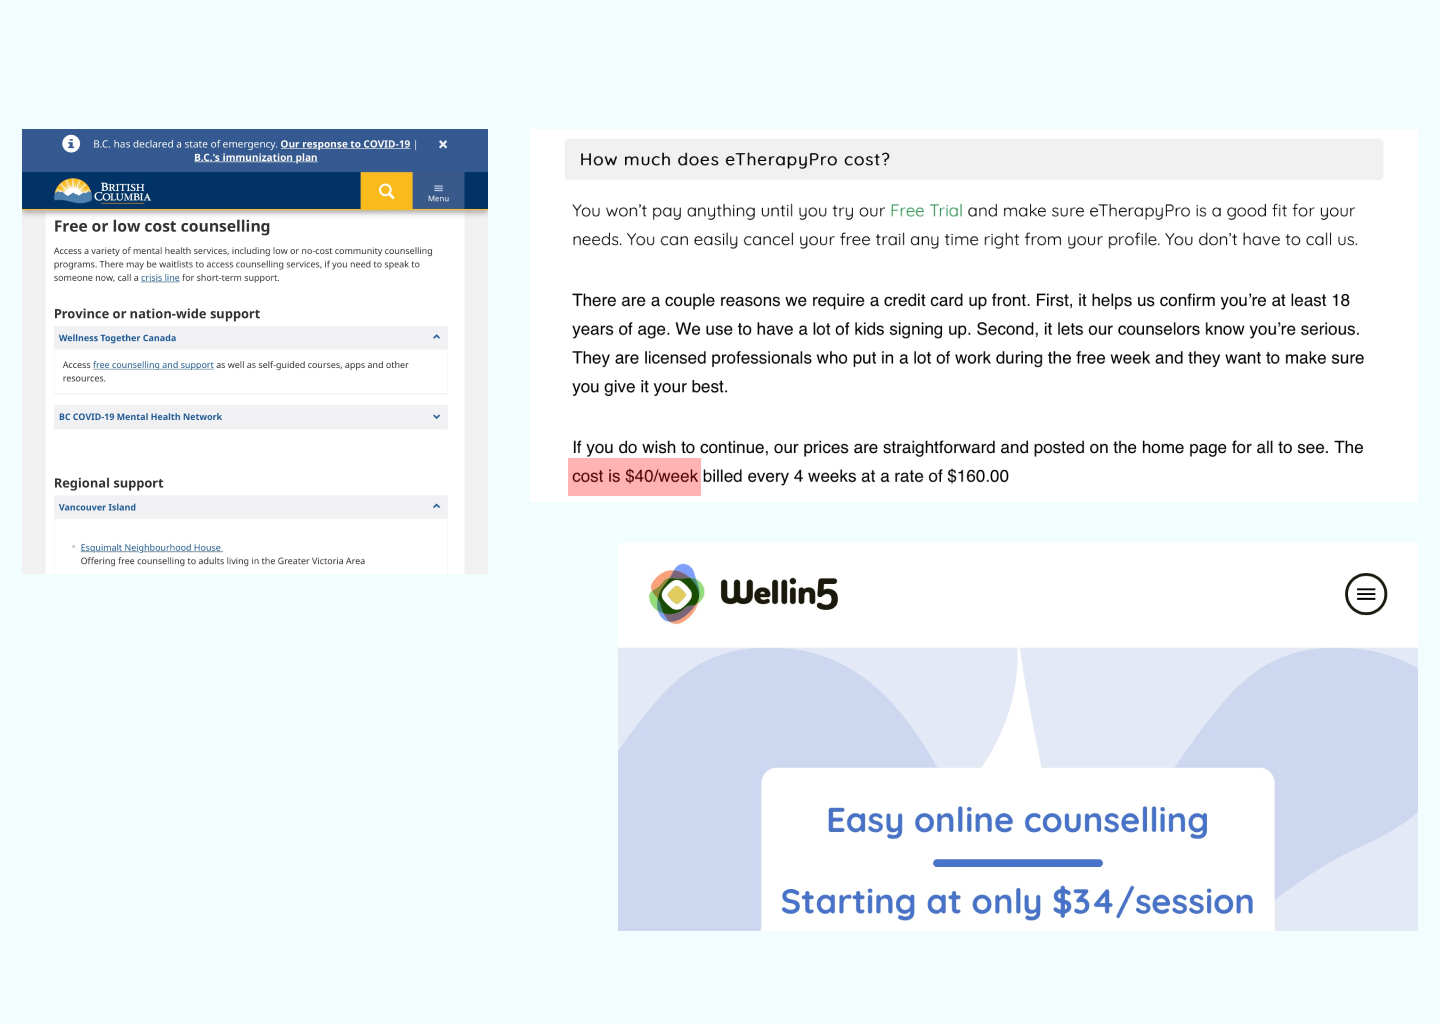 B.C. has declared a state of emergency. Our response to COVID-19 |
B.C.'s immunization plan
BRITISH
COLUMBIA
Menu
Free or low cost counselling
Access a variety of mental health services, including low or no-cost community counselling
programs. There may be waitlists to access counselling services, if you need to speak to
someone now, call a crisis line for short-term support.
Province or nation-wide support
Wellness Together Canada
Access free counselling and support as well as self-guided courses, apps and other
resources.
BC COVID-19 Mental Health Network
Regional support
Vancouver Island
Esquimalt Neighbourhood House
Offering free counselling to adults living in the Greater Victoria Area
How much does eTherapyPro cost?
You won't pay anything until you try our Free Trial and make sure eTherapyPro is a good fit for your
needs. You can easily cancel your free trail any time right from your profile. You don't have to call us.
There are a couple reasons we require a credit card up front. First, it helps us confirm you're at least 18
years of age. We use to have a lot of kids signing up. Second, it lets our counselors know you're serious.
They are licensed professionals who put in a lot of work during the free week and they want to make sure
you give it your best.
If you do wish to continue, our prices are straightforward and posted on the home page for all to see. The
cost is $40/week billed every 4 weeks at a rate of $160.00
Wellin5
Easy online counselling
Starting at only $34/session